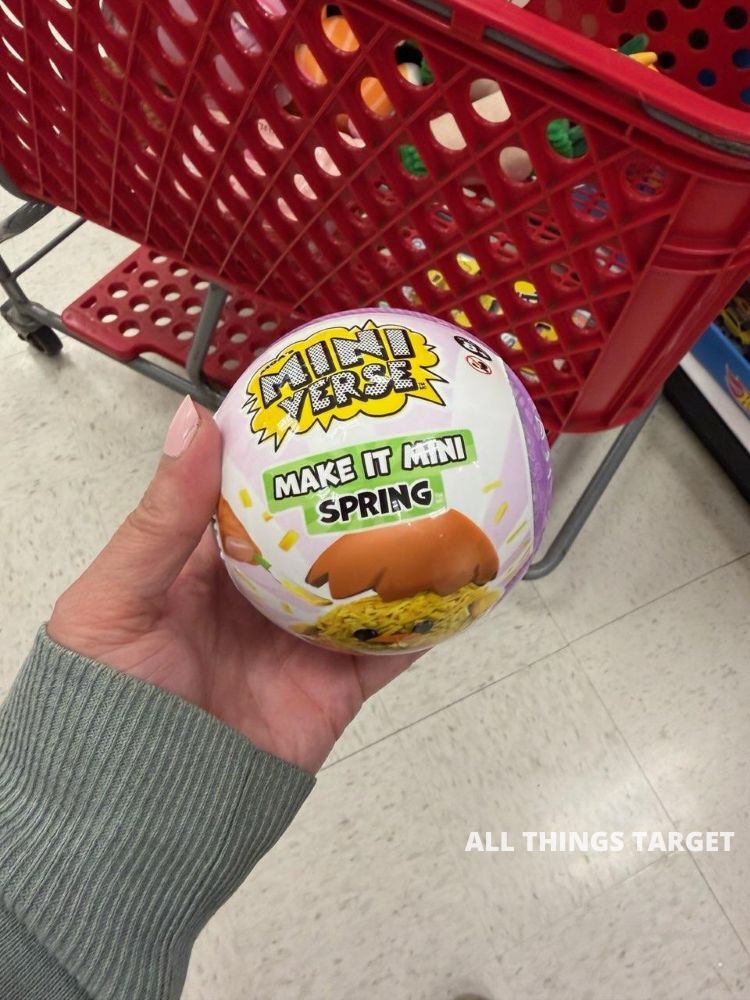 MINI
VERSE
MAKE IT MINI
SPRING
ALL THINGS TARGET